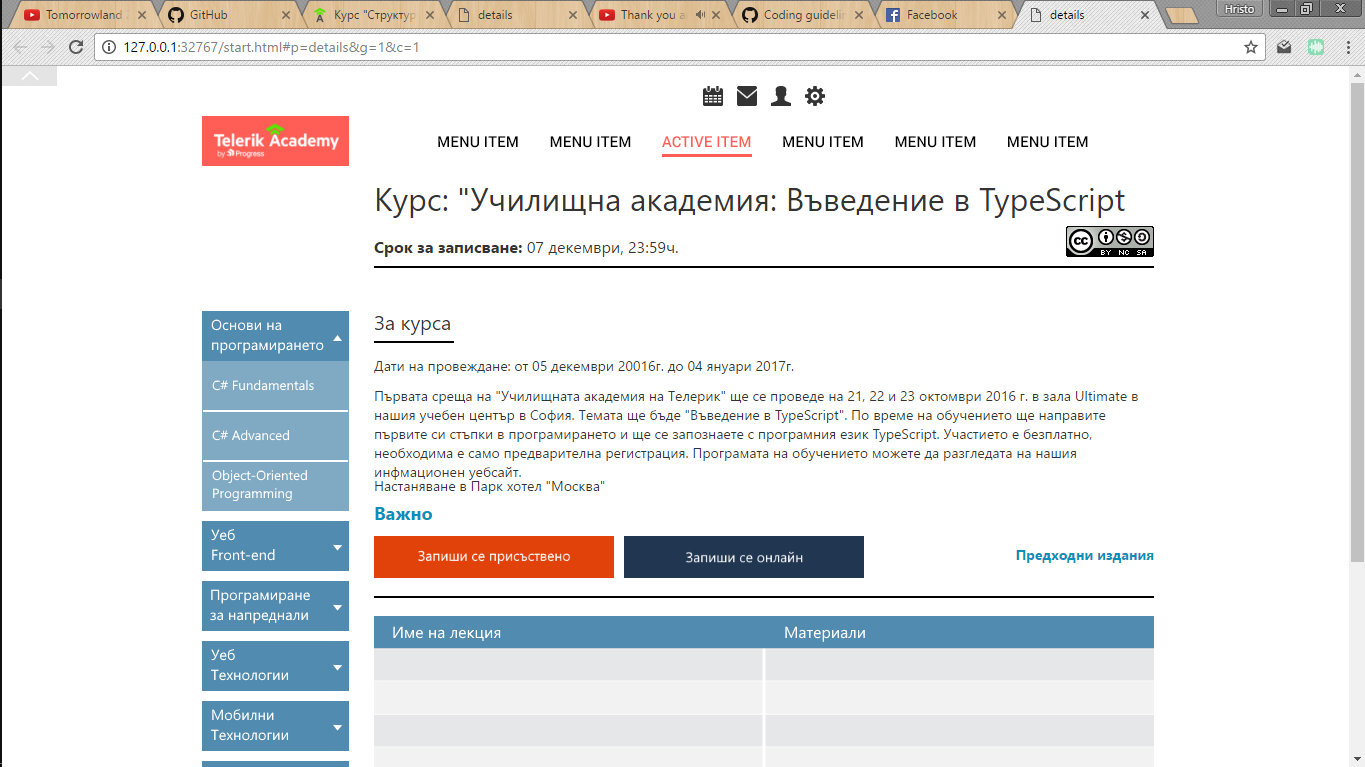 Tomorrowland
GitHub
Курс "Структур
details
Thank you a
Coding guidelin
Facebook
details
Hristo
127.0.0.1:32767/start.html#p=details&g=1&c=1
Telerik Academy
by Progress
MENU ITEM
MENU ITEM
ACTIVE ITEM
MENU ITEM
MENU ITEM
MENU ITEM
Курс: "Училищна академия: Въведение в TypeScript
Срок за записване: 07 декември, 23:59ч.
CC
BY NC SA
Основи на
програмирането
C# Fundamentals
C# Advanced
Object-Oriented
Programming
Уеб
Front-end
Програмиране
за напреднали
Уеб
Технологии
Мобилни
Технологии
За курса
Дати на провеждане: от 05 декември 20016г. до 04 януари 2017г.
Първата среща на "Училищната академия на Телерик" ще се проведе на 21, 22 и 23 октомври 2016 г. в зала Ultimate в
нашия учебен център в София. Темата ще бъде "Въведение в TypeScript". По време на обучението ще направите
първите си стъпки в програмирането и ще се запознаете с програмния език TypeScript. Участието е безплатно,
необходима е само предварителна регистрация. Програмата на обучението можете да разгледата на нашия
инфмационен уебсайт.
Настаняване в Парк хотел "Москва"
Важно
Запиши се присъствено
Запиши се онлайн
Предходни издания
Име на лекция
Материали